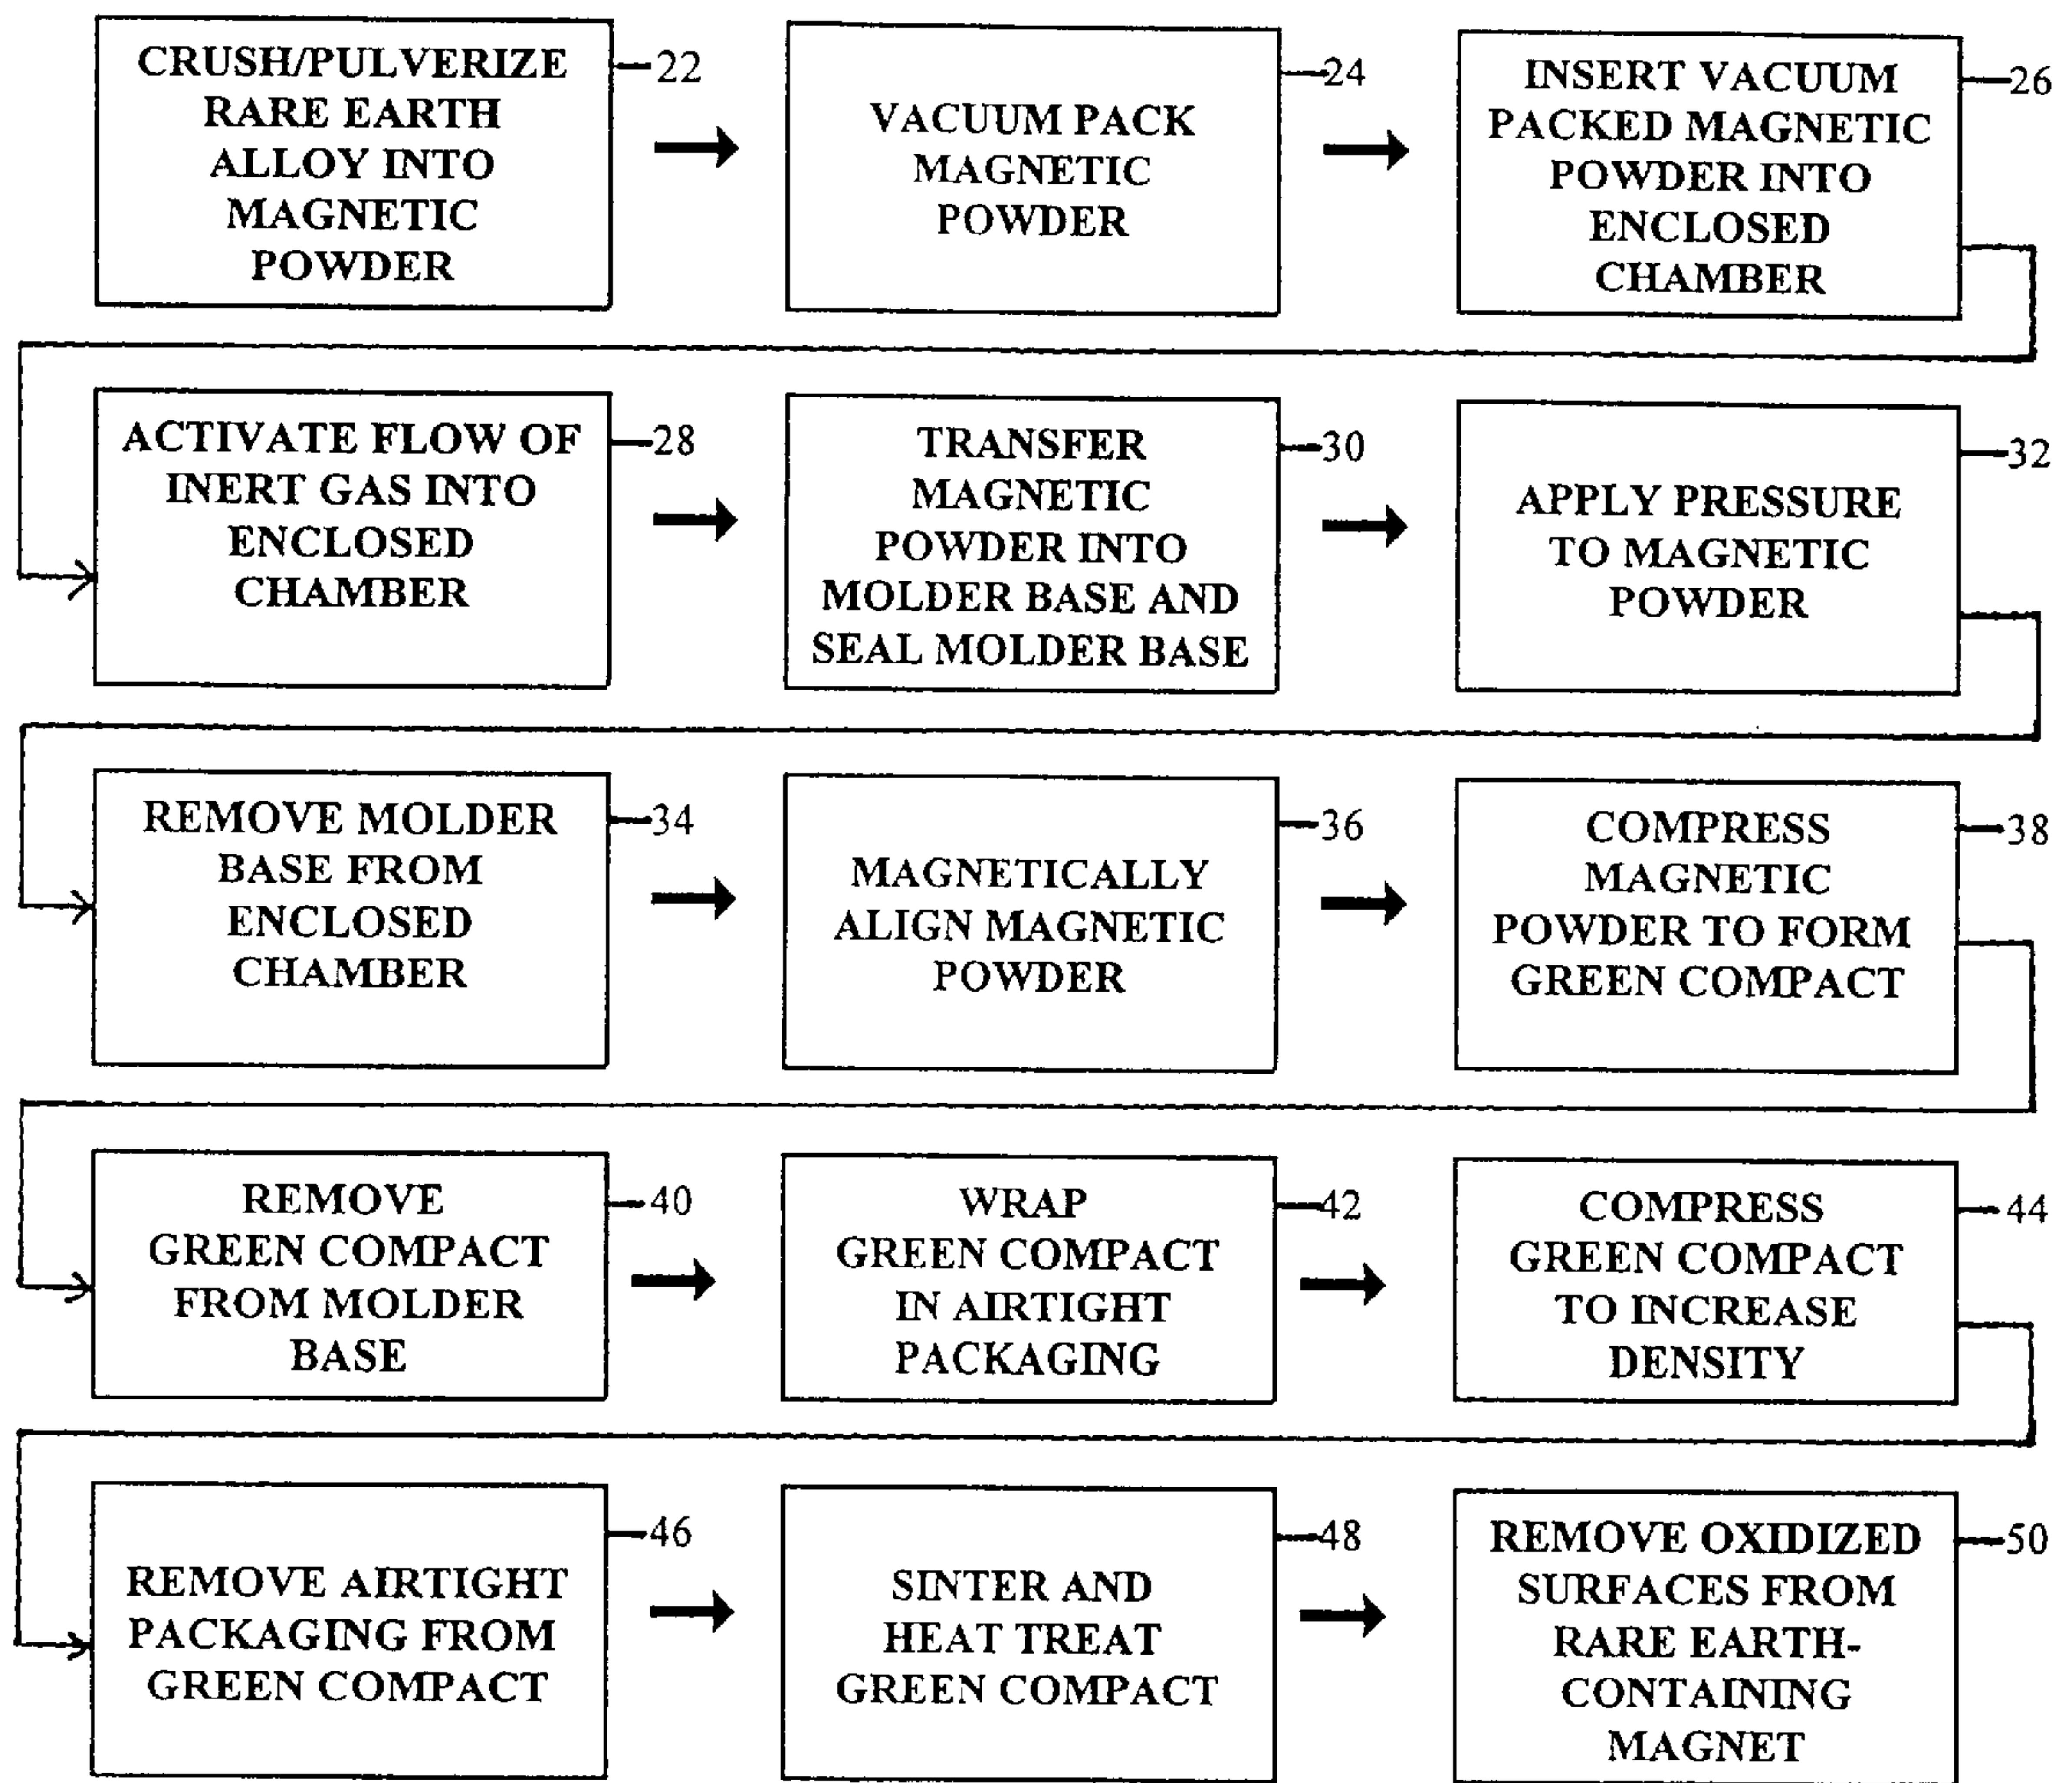 CRUSH/PULVERIZE
RARE EARTH
ALLOY INTO
MAGNETIC
POWDER
22
VACUUM PACK
MAGNETIC
POWDER
24
INSERT VACUUM
PACKED MAGNETIC
POWDER INTO
ENCLOSED
CHAMBER
26
ACTIVATE FLOW OF
INERT GAS INTO
ENCLOSED
CHAMBER
28
TRANSFER
MAGNETIC
POWDER INTO
MOLDER BASE AND
SEAL MOLDER BASE
30
APPLY PRESSURE
TO MAGNETIC
POWDER
32
REMOVE MOLDER
BASE FROM
ENCLOSED
CHAMBER
34
MAGNETICALLY
ALIGN MAGNETIC
POWDER
36
COMPRESS
MAGNETIC
POWDER TO FORM
GREEN COMPACT
38
REMOVE
GREEN COMPACT
FROM MOLDER
BASE
40
WRAP
GREEN COMPACT
IN AIRTIGHT
PACKAGING
42
COMPRESS
GREEN COMPACT
TO INCREASE
DENSITY
44
REMOVE AIRTIGHT
PACKAGING FROM
GREEN COMPACT
46
SINTER AND
HEAT TREAT
GREEN COMPACT
48
REMOVE OXIDIZED
SURFACES FROM
RARE EARTH-
CONTAINING
MAGNET
50